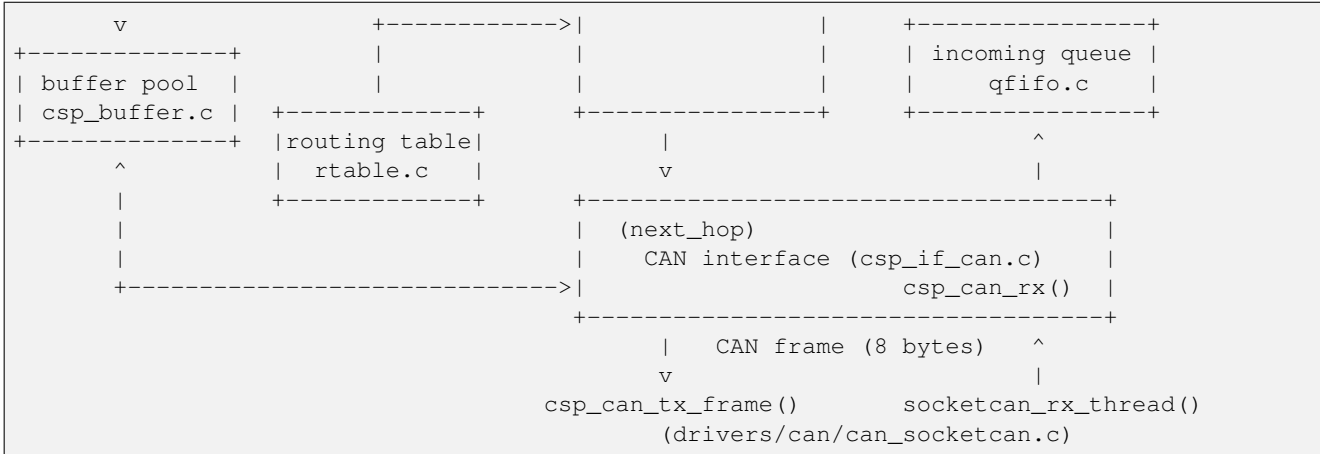 v                 +------------>|                |     +----------------+
+--------------+         |             |                |     | incoming queue |
| buffer pool  |         |             |                |     |     qfifo.c    |
| csp_buffer.c |  +-------------+      +----------------+     +----------------+
+--------------+  |routing table|            |                         ^
       ^          |  rtable.c   |            v                         |
       |          +-------------+      +------------------------------------+
       |                               |  (next_hop)                        |
       |                               |    CAN interface (csp_if_can.c)    |
       +------------------------------>|                      csp_can_rx()  |
                                       +------------------------------------+
                                             |   CAN frame (8 bytes)   ^
                                             v                         |
                                     csp_can_tx_frame()       socketcan_rx_thread()
                                             (drivers/can/can_socketcan.c)